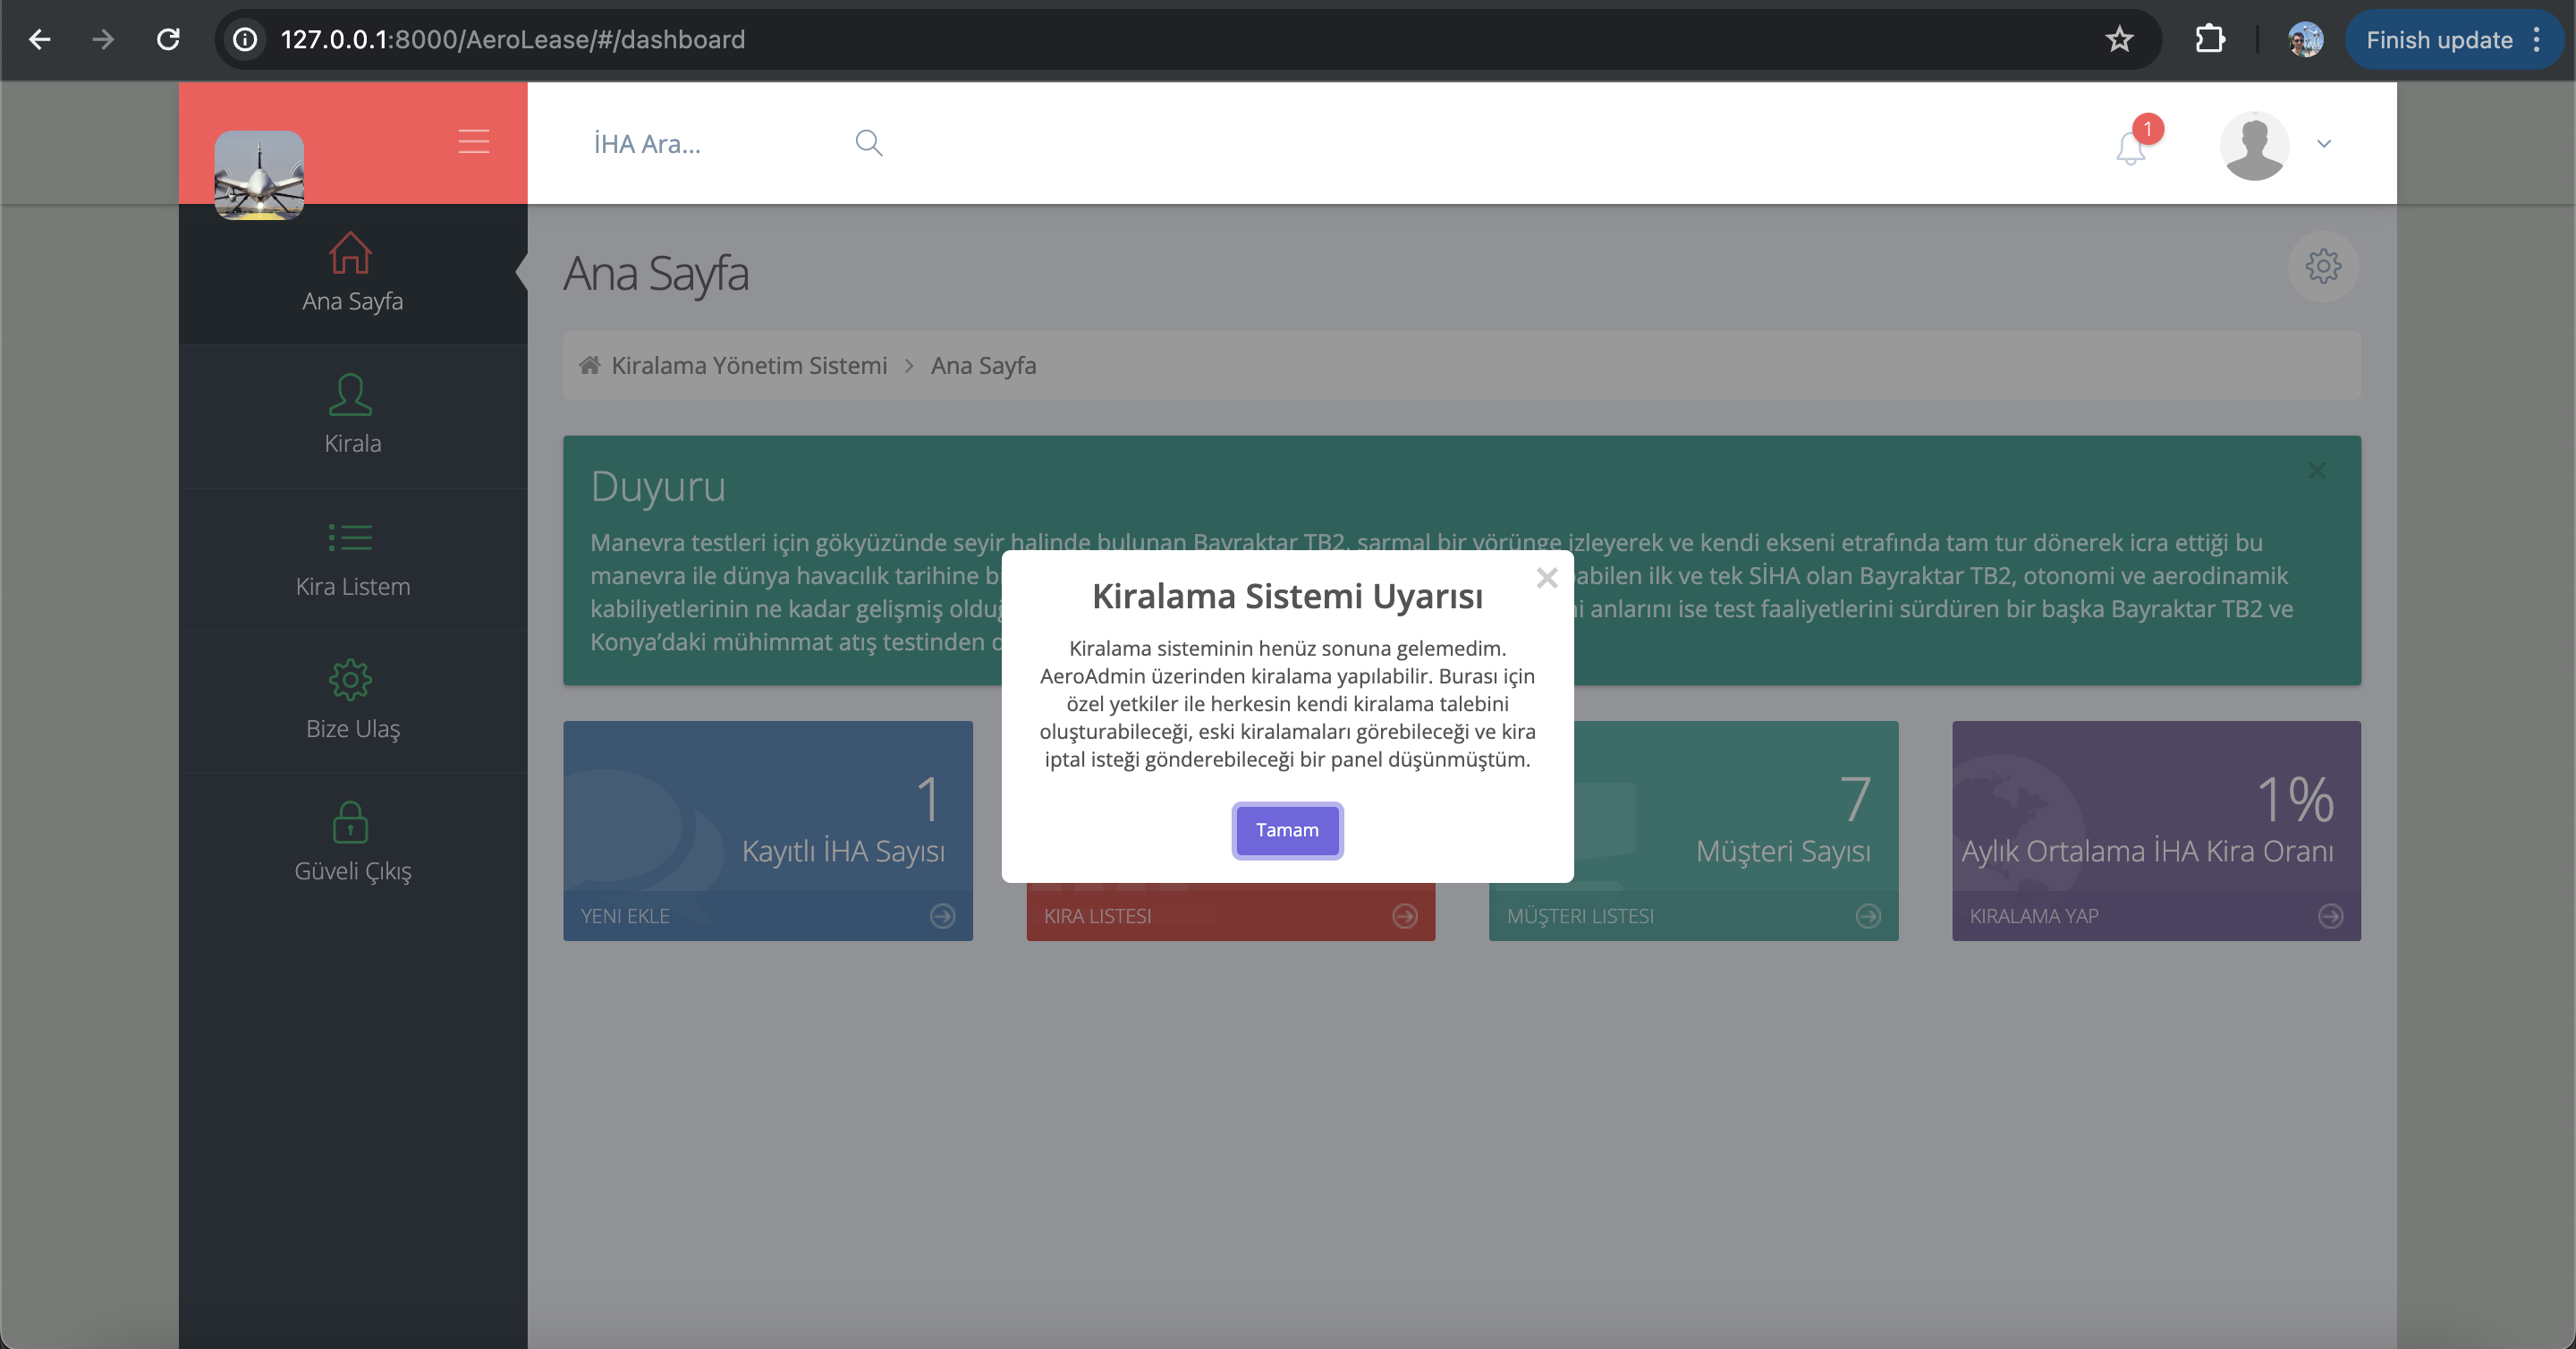 127.0.0.1:8000/AeroLease/#/dashboard
Finish update
İHA Ara...
1
Ana Sayfa
Kirala
Kira Listem
Bize Ulaş
Güveli Çıkış
Ana Sayfa
Kiralama Yönetim Sistemi > Ana Sayfa
Duyuru
Manevra testleri için gökyüzünde seyir halinde bulunan Bayraktar TB2, sarmal bir yörünge izleyerek ve kendi ekseni etrafında tam tur dönerek icra ettiği bu
manevra ile dünya havacılık tarihine ilk ve tek SİHA olan Bayraktar TB2, otonomi ve aerodinamik
kabiliyetlerinin ne kadar gelişmiş anlarını ise test faaliyetlerini sürdüren bir başka Bayraktar TB2 ve
Konya’daki mühimmat atış testinden
Kiralama Sistemi Uyarısı
Kiralama sisteminin henüz sonuna gelemedim.
AeroAdmin üzerinden kiralama yapılabilir. Burası için
özel yetkiler ile herkesin kendi kiralama talebini
oluşturabileceği, eski kiralamaları görebileceği ve kira
iptal isteği gönderebileceği bir panel düşünmüştüm.
Tamam
1
Kayıtlı İHA Sayısı
YENI EKLE
KIRA LISTESI
7
Müşteri Sayısı
MÜŞTERI LISTESI
1%
Aylık Ortalama İHA Kira Oranı
KIRALAMA YAP